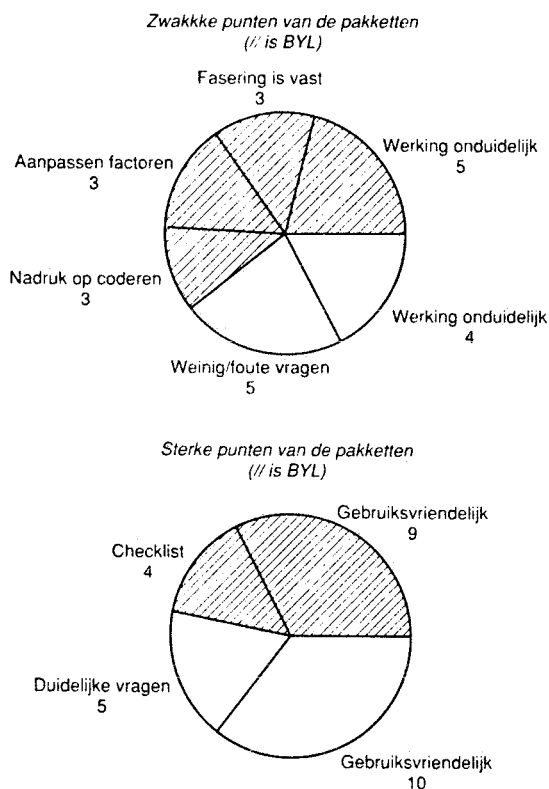 Zwakkke punten van de pakketten
(// is BYL)
Fasering is vast
3
Werking onduidelijk
5
Aanpassen factoren
3
Nadruk op coderen
3
Werking onduidelijk
4
Weinig/foute vragen
5
Sterke punten van de pakketten
(// is BYL)
Gebruiksvriendelijk
9
Checklist
4
Duidelijke vragen
5
Gebruiksvriendelijk
10